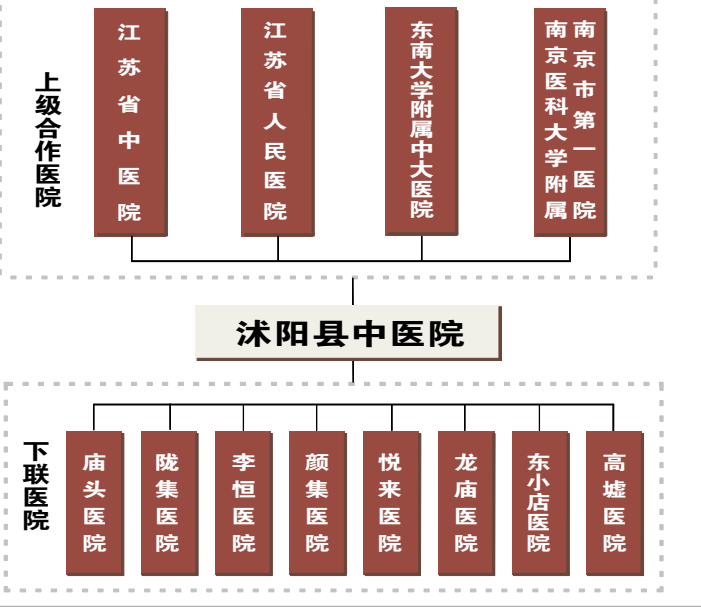 上级合作医院
江苏省中医院
江苏省人民医院
东南大学附属中大医院
南京医科大学附属
南京市第一医院
沭阳县中医院
下联医院
庙头医院
陇集医院
李恒医院
颜集医院
悦来医院
龙庙医院
东小店医院
高墟医院